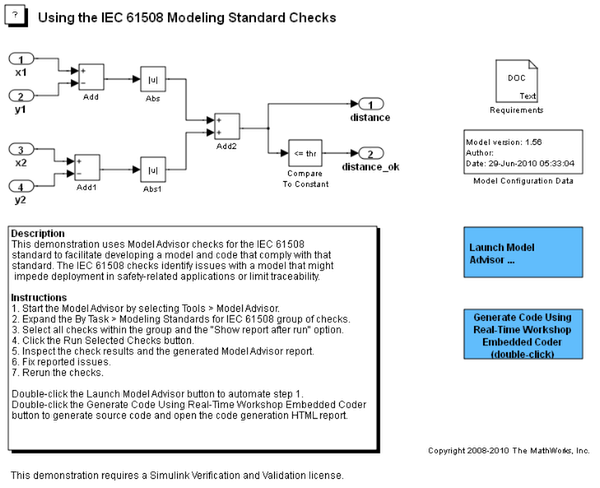 ? Using the IEC 61508 Modeling Standard Checks
1
x1
+
−
Add
|u|
Abs
2
y1
3
x2
+
−
Add1
|u|
Abs1
4
y2
+
+
Add2
1
distance
<= thr
Compare
To Constant
2
distance_ok
DOC
Text
Requirements
Model version: 1.56
Author:
Date: 29-Jun-2010 05:33:04
Model Configuration Data
Description
This demonstration uses Model Advisor checks for the IEC 61508
standard to facilitate developing a model and code that comply with that
standard. The IEC 61508 checks identify issues with a model that might
impede deployment in safety-related applications or limit traceability.
Instructions
1. Start the Model Advisor by selecting Tools > Model Advisor.
2. Expand the By Task > Modeling Standards for IEC 61508 group of checks.
3. Select all checks within the group and the "Show report after run" option.
4. Click the Run Selected Checks button.
5. Inspect the check results and the generated Model Advisor report.
6. Fix reported issues.
7. Rerun the checks.
Double-click the Launch Model Advisor button to automate step 1.
Double-click the Generate Code Using Real-Time Workshop Embedded Coder
button to generate source code and open the code generation HTML report.
Launch Model
Advisor ...
Generate Code Using
Real-Time Workshop
Embedded Coder
(double-click)
Copyright 2008-2010 The MathWorks, Inc.
This demonstration requires a Simulink Verification and Validation license.